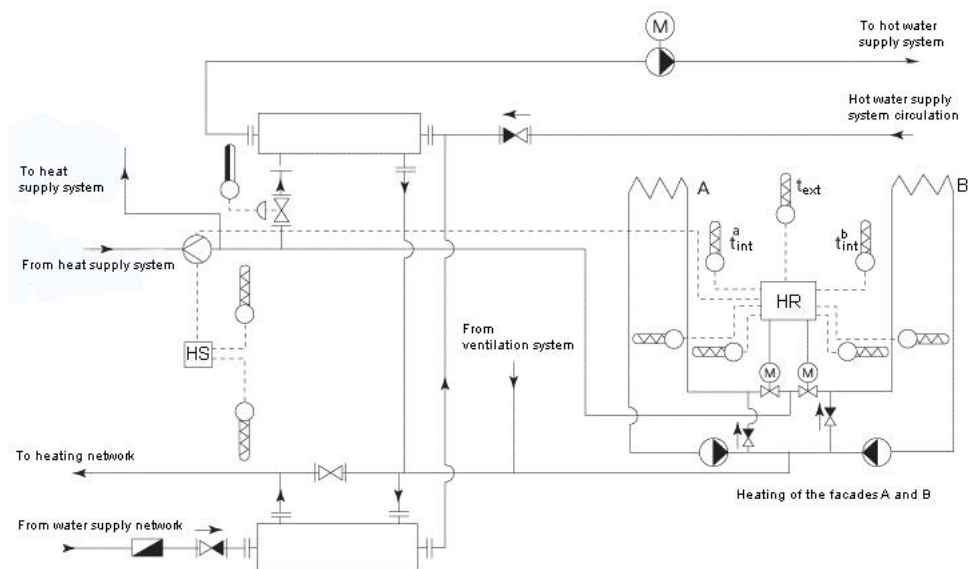 M
To hot water
supply system
Hot water supply
system circulation
To heat
supply system
A
t ext
B
t a int
t b int
From heat supply system
HR
From
ventilation system
HS
M
M
To heating network
Heating of the facades A and B
From water supply network